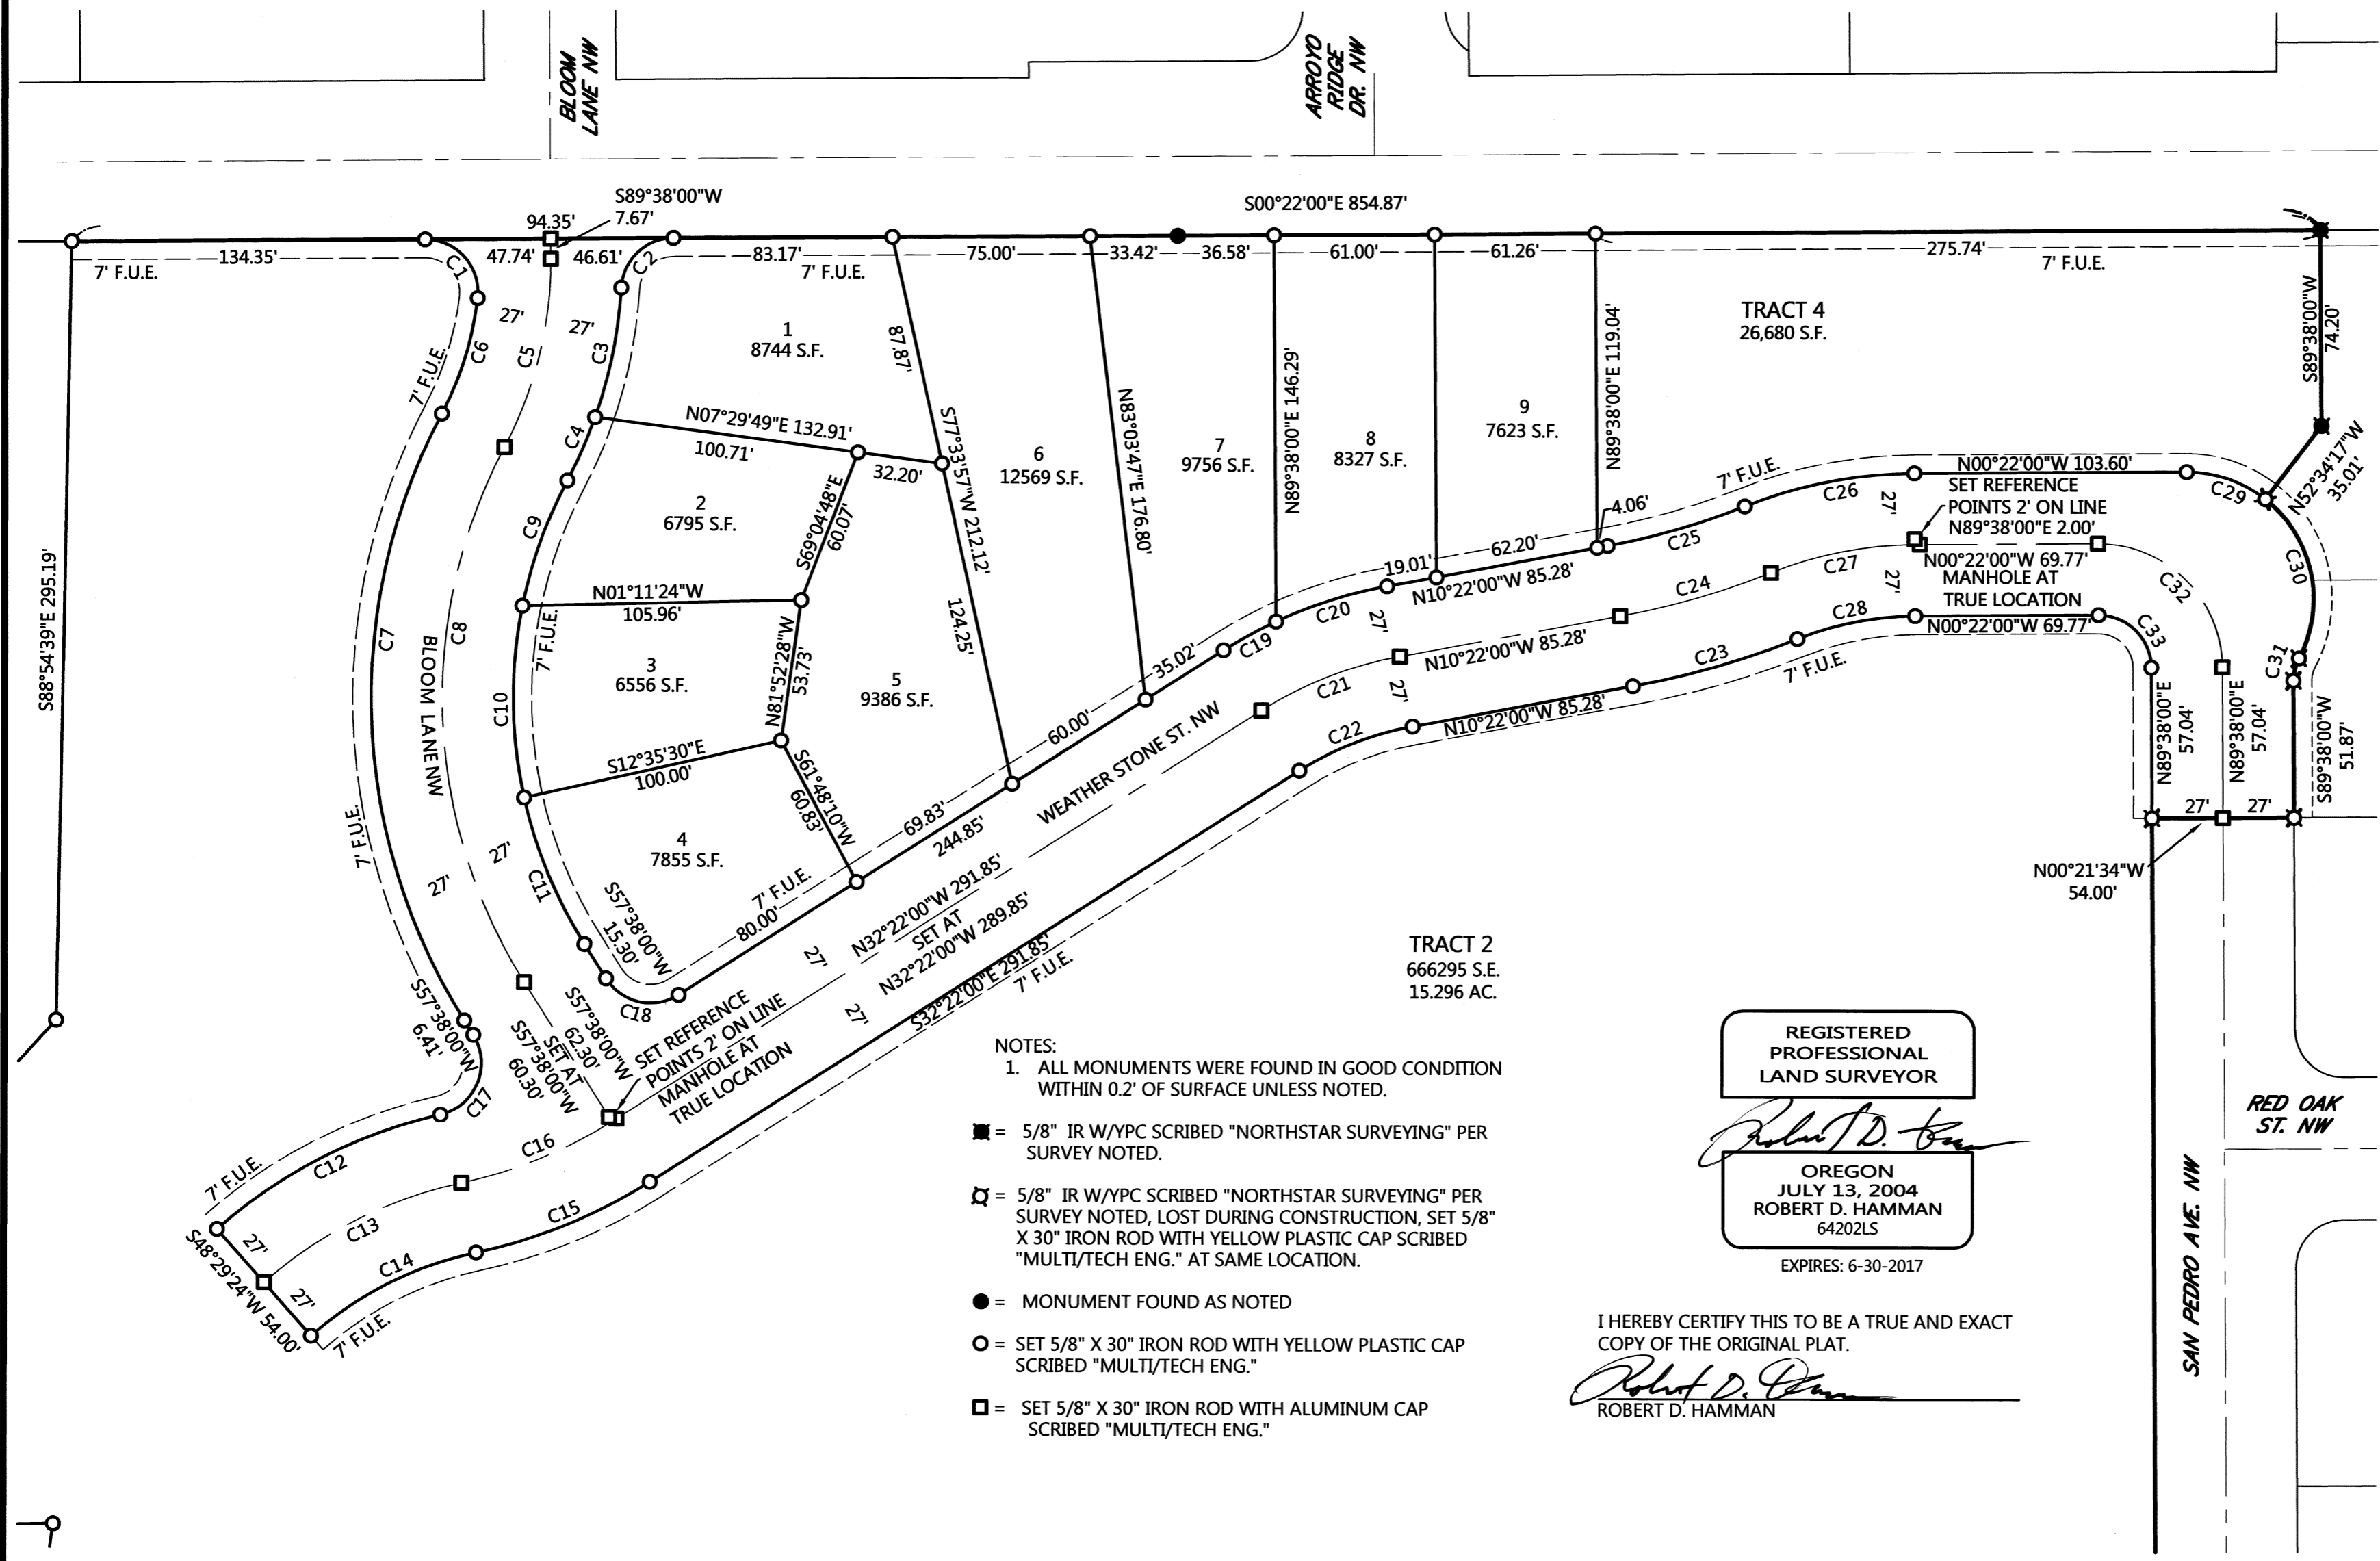 BLOOM
LANE NW
ARROYO
RIDGE
DR. NW
S89°38'00"W
7.67'
94.35'
S00°22'00"E 854.87'
134.35'
7' F.U.E.
C1
47.74'
46.61'
C2
83.17'
7' F.U.E.
75.00'
33.42'
36.58'
61.00'
61.26'
275.74'
7' F.U.E.
27'
27'
C6
C5
C3
7' F.U.E.
1
8744 S.F.
87.87'
TRACT 4
26,680 S.F.
S89°38'00"W
74.20'
N07°29'49"E 132.91'
100.71'
32.20'
C4
S77°33'57"W 212.12'
124.25'
6
12569 S.F.
N83°03'47"E 176.80'
7
9756 S.F.
N89°38'00"E 146.29'
8
8327 S.F.
9
7623 S.F.
N89°38'00"E 119.04'
N52°34'17"W
35.01'
2
6795 S.F.
S69°04'48"E
60.07'
C9
4.06'
7' F.U.E.
C25
C26
27'
N00°22'00"W 103.60'
SET REFERENCE
POINTS 2' ON LINE
N89°38'00"E 2.00'
N00°22'00"W 69.77'
MANHOLE AT
TRUE LOCATION
N00°22'00"W 69.77'
C29
C30
C32
C33
C31
S88°54'39"E 295.19'
N01°11'24"W
105.96'
7' F.U.E.
C7
C8
BLOOM LANE NW
C10
3
6556 S.F.
N81°52'28"W
53.73'
5
9386 S.F.
35.02'
C19
C20
19.01'
62.20'
N10°22'00"W 85.28'
27'
C24
C27
27'
C28
N10°22'00"W 85.28'
C21
27'
C23
7' F.U.E.
C22
N10°22'00"W 85.28'
N89°38'00"E
57.04'
N89°38'00"E
57.04'
S89°38'00"W
51.87'
27'
27'
N00°21'34"W
54.00'
S12°35'30"E
100.00'
S61°48'10"W
60.83'
60.00'
WEATHER STONE ST. NW
7' F.U.E.
27'
27'
C11
4
7855 S.F.
69.83'
244.85'
7' F.U.E.
80.00'
S57°38'00"W
15.30'
C18
27'
N32°22'00"W 291.85'
SET AT
N32°22'00"W 289.85'
27'
S32°22'00"E 291.85'
7' F.U.E.
TRACT 2
666295 S.E.
15.296 AC.
S57°38'00"W
6.41'
S57°38'00"W
62.30'
SET AT
S57°38'00"W
60.30'
SET REFERENCE
POINTS 2' ON LINE
MANHOLE AT
TRUE LOCATION
C17
C16
C12
7' F.U.E.
C13
C15
C14
27'
27'
S48°29'24"W 54.00'
7' F.U.E.
NOTES:
1. ALL MONUMENTS WERE FOUND IN GOOD CONDITION
WITHIN 0.2' OF SURFACE UNLESS NOTED.
= 5/8" IR W/YPC SCRIBED "NORTHSTAR SURVEYING" PER
SURVEY NOTED.
= 5/8" IR W/YPC SCRIBED "NORTHSTAR SURVEYING" PER
SURVEY NOTED, LOST DURING CONSTRUCTION, SET 5/8"
X 30" IRON ROD WITH YELLOW PLASTIC CAP SCRIBED
"MULTI/TECH ENG." AT SAME LOCATION.
= MONUMENT FOUND AS NOTED
= SET 5/8" X 30" IRON ROD WITH YELLOW PLASTIC CAP
SCRIBED "MULTI/TECH ENG."
= SET 5/8" X 30" IRON ROD WITH ALUMINUM CAP
SCRIBED "MULTI/TECH ENG."
REGISTERED
PROFESSIONAL
LAND SURVEYOR
OREGON
JULY 13, 2004
ROBERT D. HAMMAN
64202LS
EXPIRES: 6-30-2017
I HEREBY CERTIFY THIS TO BE A TRUE AND EXACT
COPY OF THE ORIGINAL PLAT.
ROBERT D. HAMMAN
RED OAK
ST. NW
SAN PEDRO AVE. NW